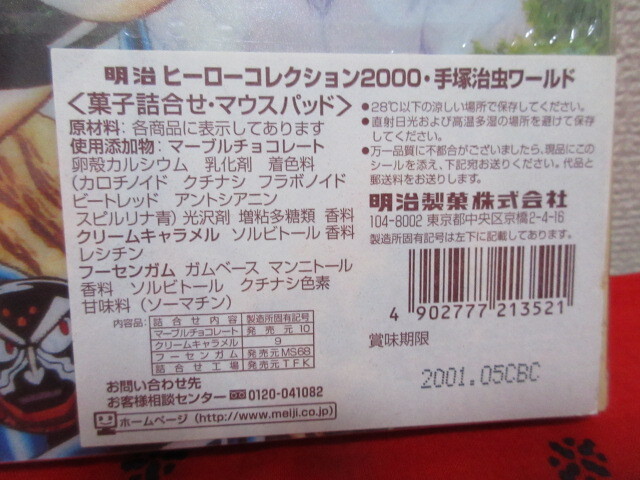 明治 ヒーローコレクション2000・手塚治虫ワールド
〈菓子詰合せ・マウスパッド〉
原材料: 各商品に表示してあります
使用添加物: マーブルチョコレート
卵殻カルシウム 乳化剤 着色料
(カロチノイド クチナシ フラボノイド
ビートレッド アントシアニン
スピルリナ青) 光沢剤 増粘多糖類 香料
クリームキャラメル ソルビトール 香料
レシチン
フーセンガム ガムベース マンニトール
香料 ソルビトール クチナシ色素
甘味料 (ソーマチン)
内容品: 詰合せ内容 製造所固有記号
マーブルチョコレート 発売元10
クリームキャラメル 9
フーセンガム 発売元MS68
詰合せ工場 発売元TFK
お問い合わせ先
お客様相談センター 0120-041082
ホームページ (http://www.meiji.co.jp)
●28℃以下の涼しい場所で保存してください。
●直射日光および高温多湿の場所を避けて保存
してください。
●万一品質に不都合がございましたら、現品にこの
シールを添え、下記宛お送りください。代品と
郵送料をお送りします。
明治製菓株式会社
104-8002 東京都中央区京橋2-4-16
製造所固有記号は左下に記載してあります。
4 902777 213521
賞味期限
2001.05CBC